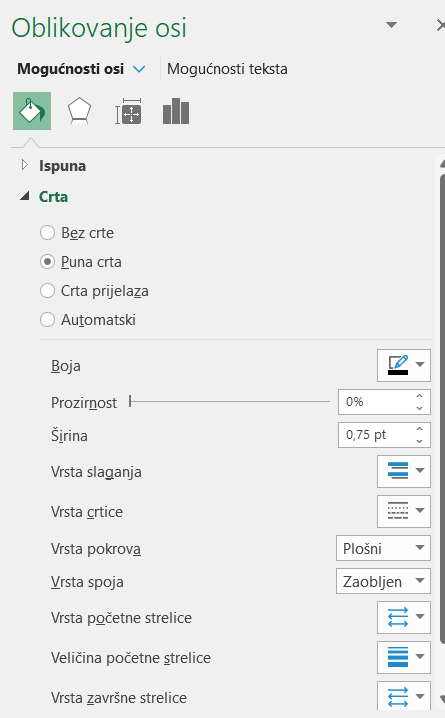 Oblikovanje osi
Mogućnosti osi Mogućnosti teksta
Ispuna
Crta
Bez crte
Puna crta
Crta prijelaza
Automatski
Boja
Prozirnost 0%
Širina 0,75 pt
Vrsta slaganja
Vrsta crtice
Vrsta pokrova Plošni
Vrsta spoja Zaobljen
Vrsta početne strelice
Veličina početne strelice
Vrsta završne strelice